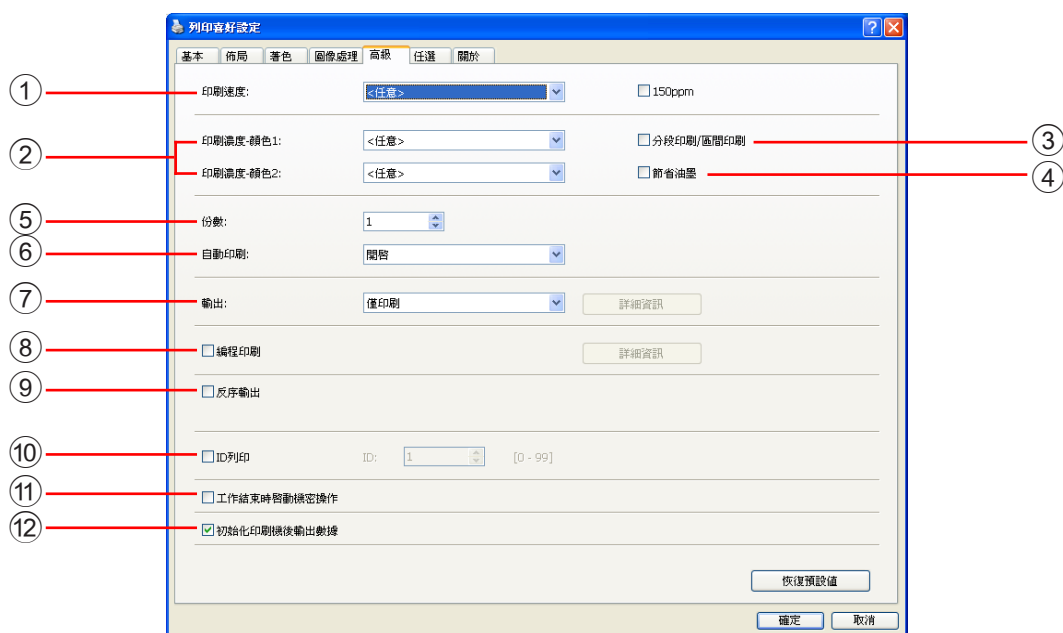 列印喜好設定
基本 佈局 著色 圖像處理 高級 任選 關於
① 印刷速度: <任意> 150ppm
② 印刷濃度-顏色1: <任意> 分段印刷/區間印刷 ③
印刷濃度-顏色2: <任意> 節省油墨 ④
⑤ 份數: 1
⑥ 自動印刷: 開啓
⑦ 輸出: 僅印刷 詳細資訊
⑧ 編程印刷 詳細資訊
⑨ 反序輸出
⑩ ID列印 ID: 1 [0 - 99]
⑪ 工作結束時啓動機密操作
⑫ 初始化印刷機後輸出數據
恢復預設值
確定 取消